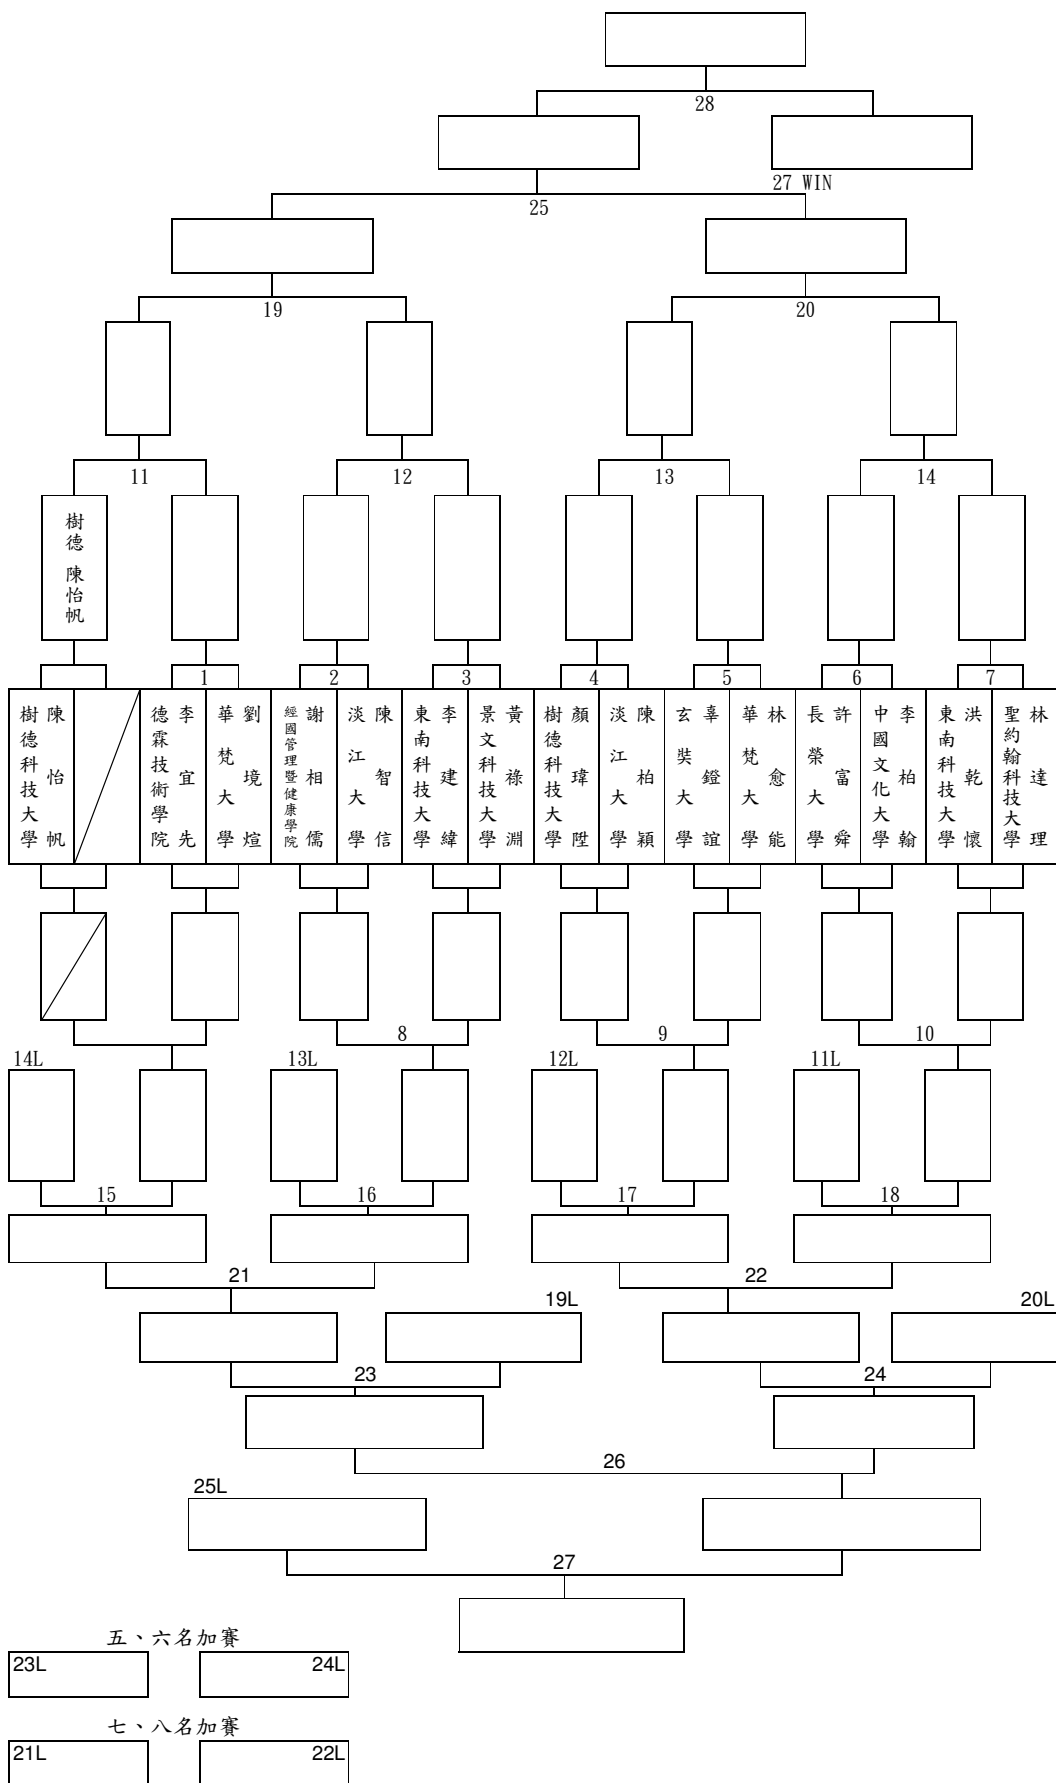 28
27 WIN
25
19
20
11
12
13
14
樹德 陳怡帆
1
2
3
4
5
6
7
樹德科技大學 陳怡帆
德霖技術學院 李宜先
華梵大學 劉境煊
經國管理暨健康學院 謝相儒
淡江大學 陳智信
東南科技大學 李建緯
景文科技大學 黃祿淵
樹德科技大學 顏瑋陞
淡江大學 陳柏穎
玄奘大學 辜鐙誼
華梵大學 林愈能
長榮大學 許富舜
中國文化大學 李柏翰
東南科技大學 洪乾懷
聖約翰科技大學 林達理
8
9
10
14L
13L
12L
11L
15
16
17
18
21
22
19L
20L
23
24
26
25L
27
五、六名加賽
23L
24L
七、八名加賽
21L
22L